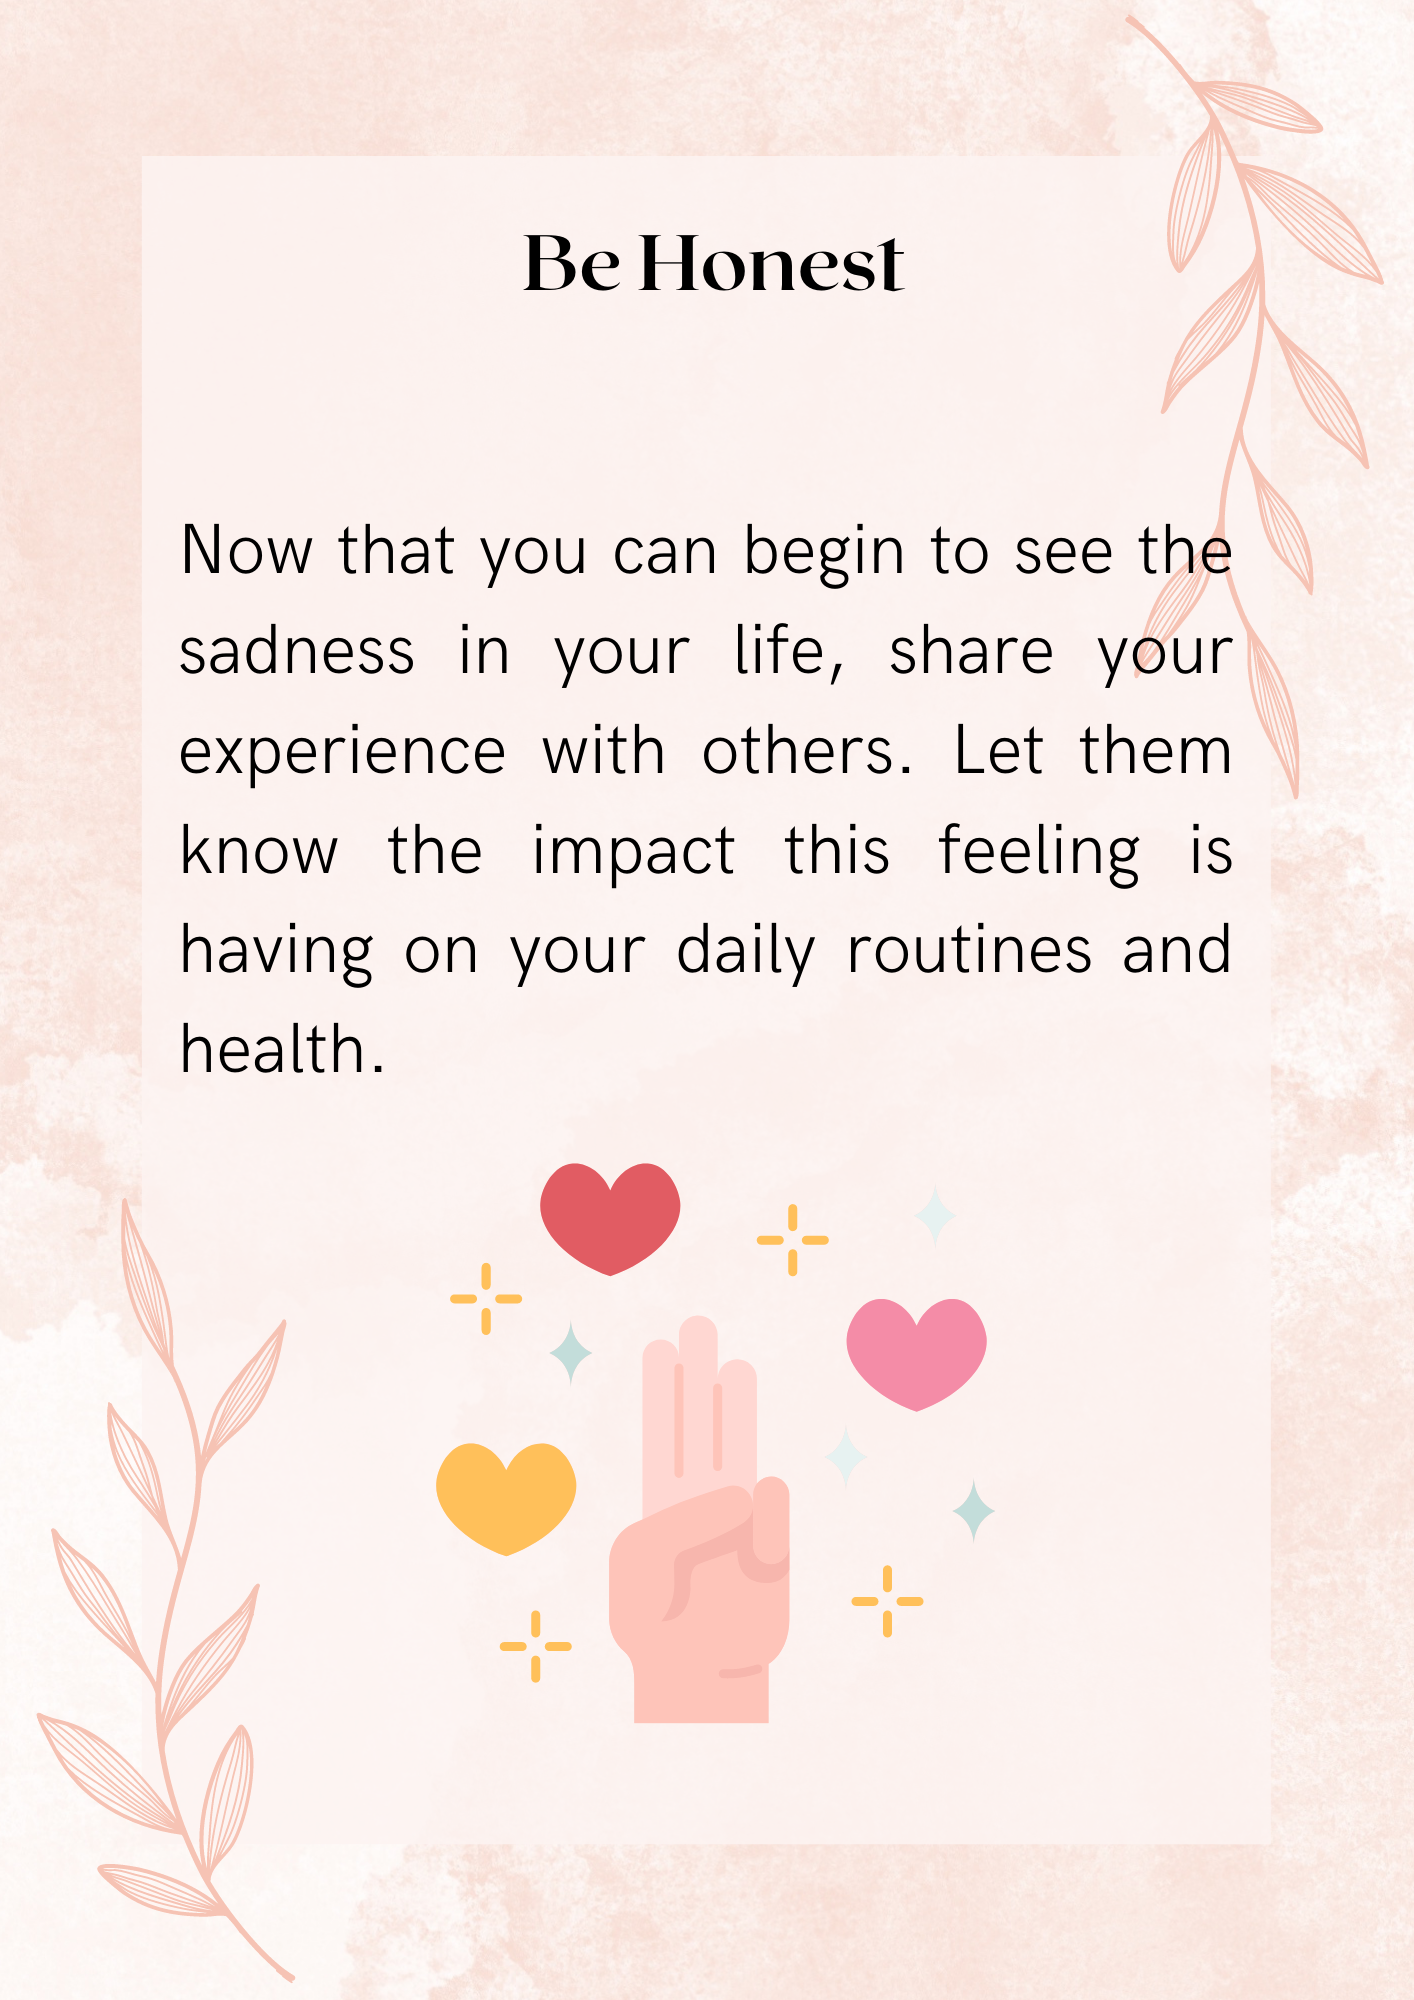 Be Honest
Now that you can begin to see the
sadness in your life, share your
experience with others. Let them
know the impact this feeling is
having on your daily routines and
health.